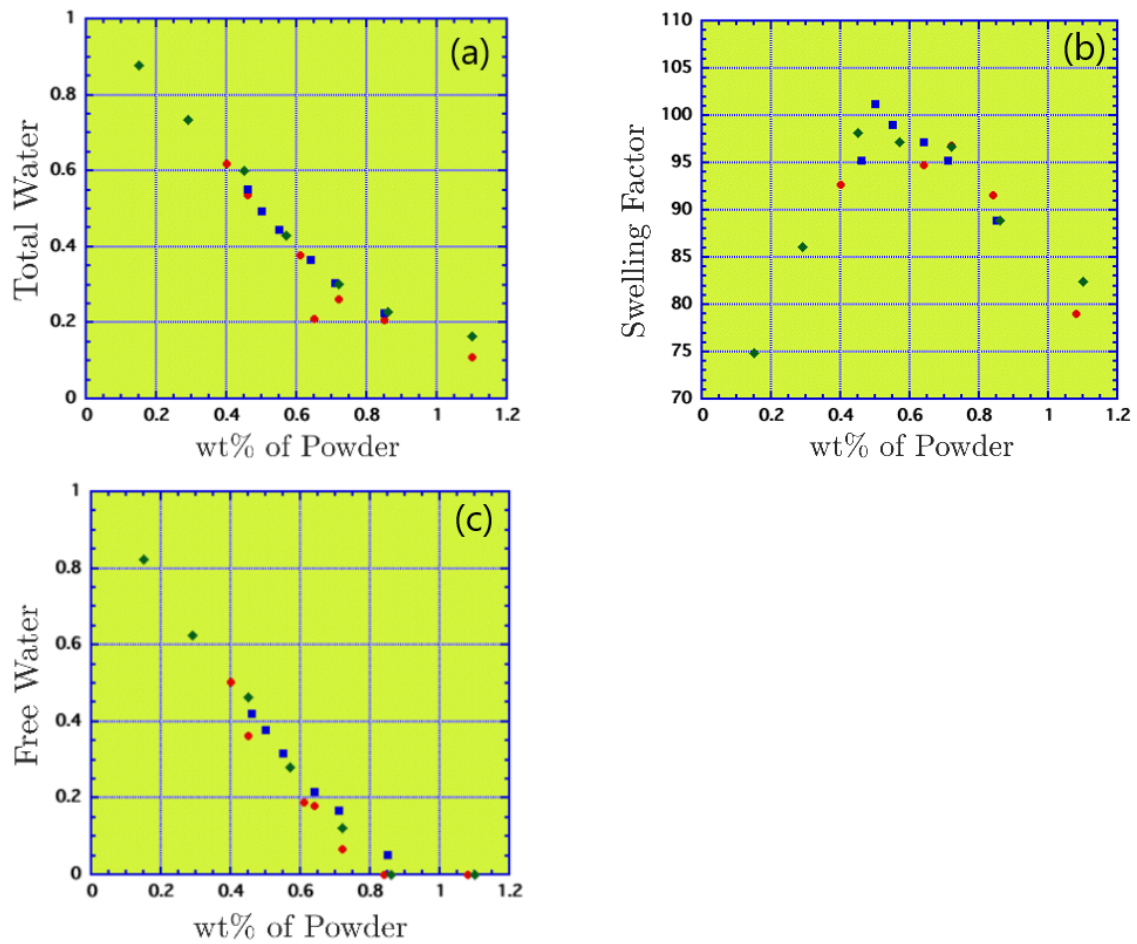 (a)
1
0.8
0.6
0.4
0.2
0
Total Water
0 0.2 0.4 0.6 0.8 1 1.2
wt% of Powder
(b)
110
105
100
95
90
85
80
75
70
Swelling Factor
0 0.2 0.4 0.6 0.8 1 1.2
wt% of Powder
(c)
1
0.8
0.6
0.4
0.2
0
Free Water
0 0.2 0.4 0.6 0.8 1 1.2
wt% of Powder